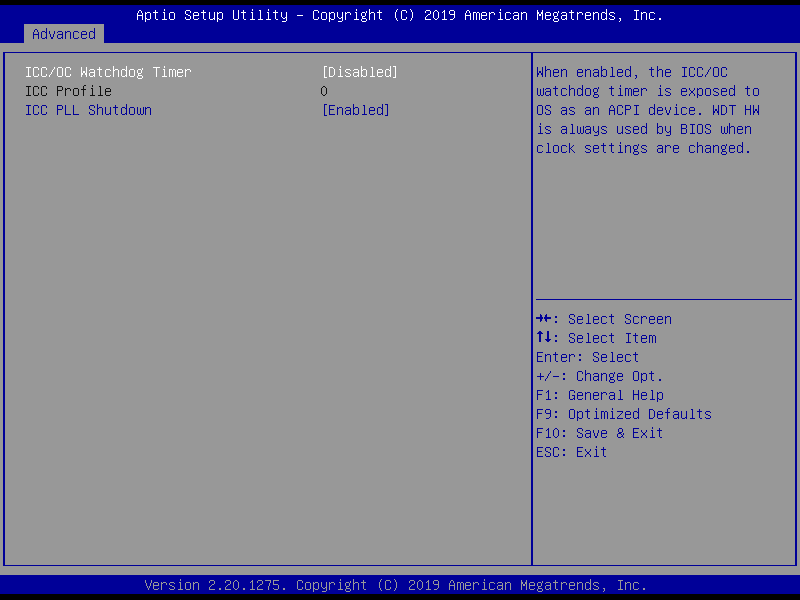 Aptio Setup Utility – Copyright (C) 2019 American Megatrends, Inc.
Advanced
ICC/OC Watchdog Timer [Disabled]
ICC Profile 0
ICC PLL Shutdown [Enabled]
When enabled, the ICC/OC
watchdog timer is exposed to
OS as an ACPI device. WDT HW
is always used by BIOS when
clock settings are changed.
→←: Select Screen
↑↓: Select Item
Enter: Select
+/-: Change Opt.
F1: General Help
F9: Optimized Defaults
F10: Save & Exit
ESC: Exit
Version 2.20.1275. Copyright (C) 2019 American Megatrends, Inc.